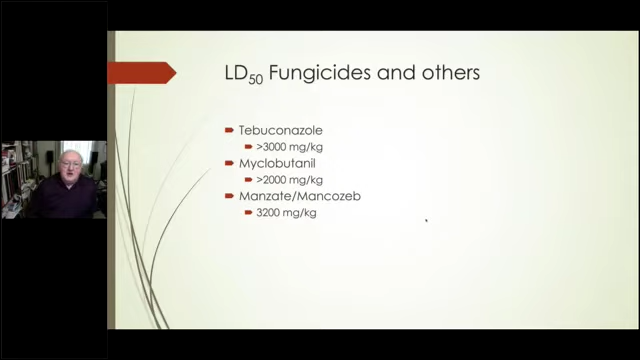 LD50 Fungicides and others
Tebuconazole
>3000 mg/kg
Myclobutanil
>2000 mg/kg
Manzate/Mancozeb
3200 mg/kg